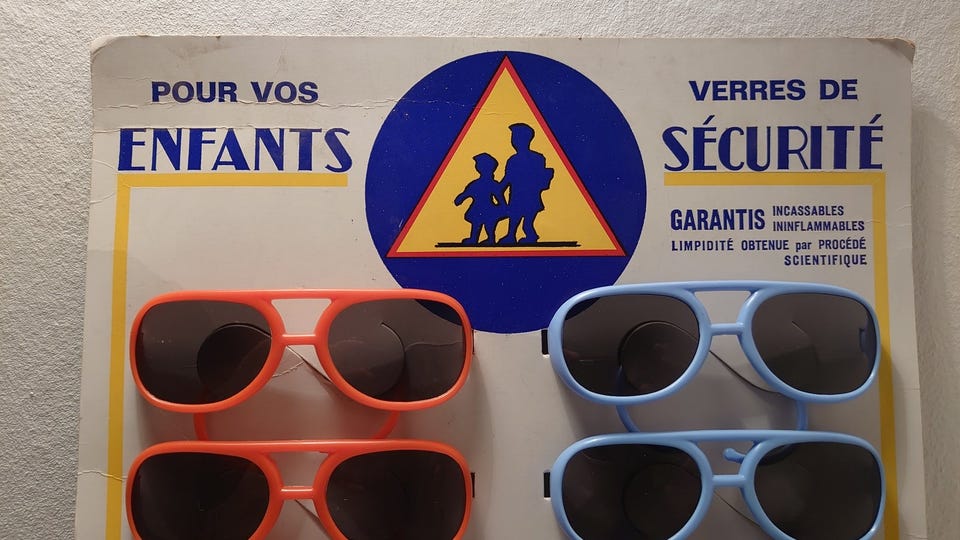 POUR VOS
ENFANTS
VERRES DE
SÉCURITÉ
GARANTIS INCASSABLES
ININFLAMMABLES
LIMPIDITÉ OBTENUE par PROCÉDÉ
SCIENTIFIQUE